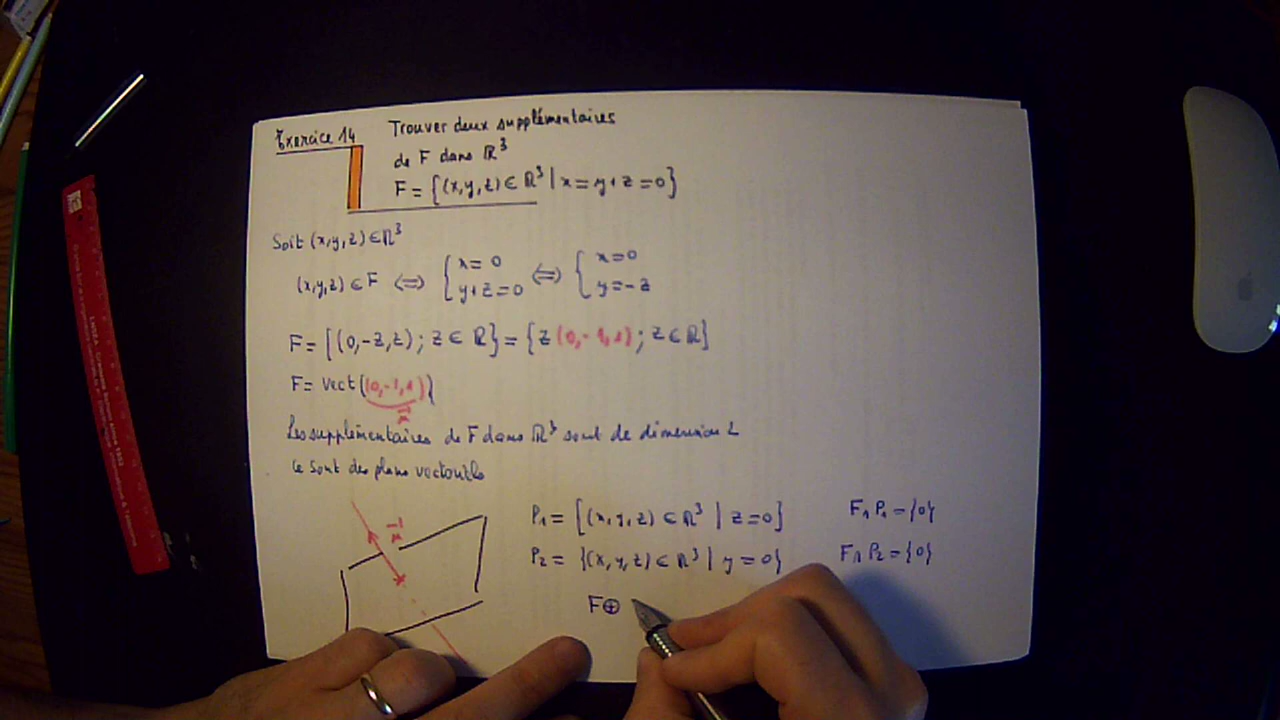 Exercice 14 Trouver deux supplémentaires
de F dans ℝ³
F = {(x,y,z) ∈ ℝ³ | x = y+z = 0}
Soit (x,y,z) ∈ ℝ³
(x,y,z) ∈ F ⟺ { x = 0 ⟺ { x = 0
y+z = 0 y = -z
F = {(0,-z,z) ; z ∈ ℝ} = {z (0,-1,1) ; z ∈ ℝ}
F = Vect((0,-1,1))
u⃗
Les supplémentaires de F dans ℝ³ sont de dimension 2
Ce sont des plans vectoriels
u⃗
P₁ = {(x,y,z) ∈ ℝ³ | z = 0} F ∩ P₁ = {0}
P₂ = {(x,y,z) ∈ ℝ³ | y = 0} F ∩ P₂ = {0}
F ⊕